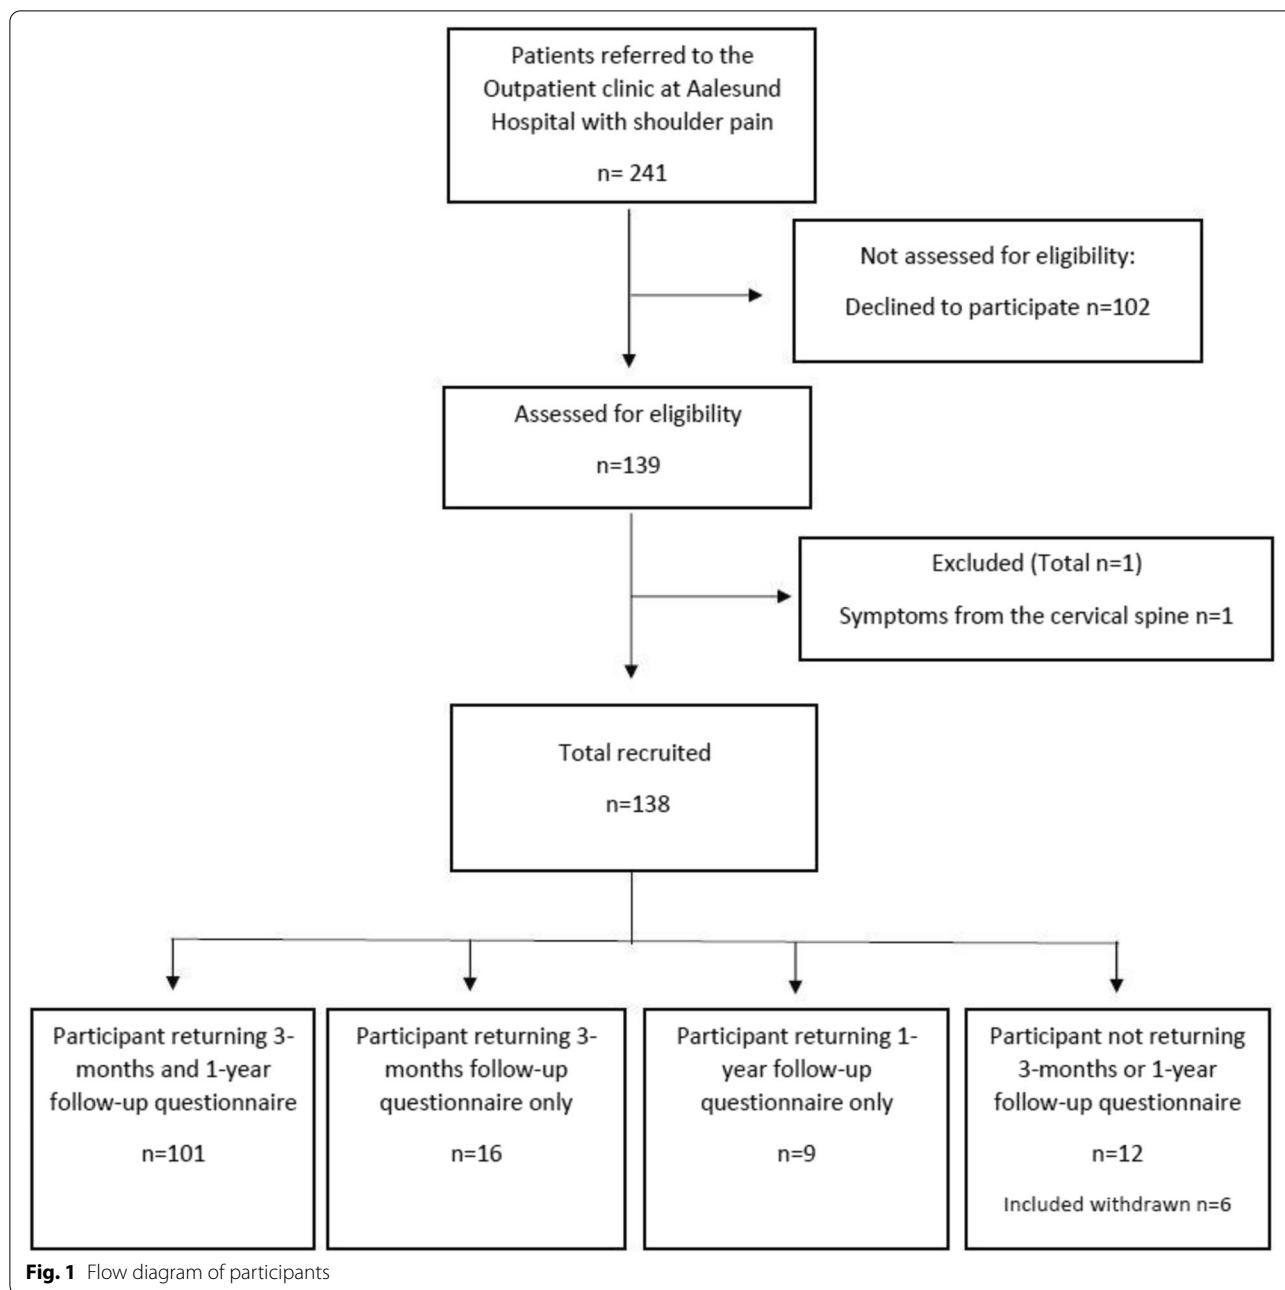 Patients referred to the
Outpatient clinic at Aalesund
Hospital with shoulder pain
n= 241
Not assessed for eligibility:
Declined to participate n=102
Assessed for eligibility
n=139
Excluded (Total n=1)
Symptoms from the cervical spine n=1
Total recruited
n=138
Participant returning 3-
months and 1-year
follow-up questionnaire
n=101
Participant returning 3-
months follow-up
questionnaire only
n=16
Participant returning 1-
year follow-up
questionnaire only
n=9
Participant not returning
3-months or 1-year
follow-up questionnaire
n=12
Included withdrawn n=6
Fig. 1 Flow diagram of participants